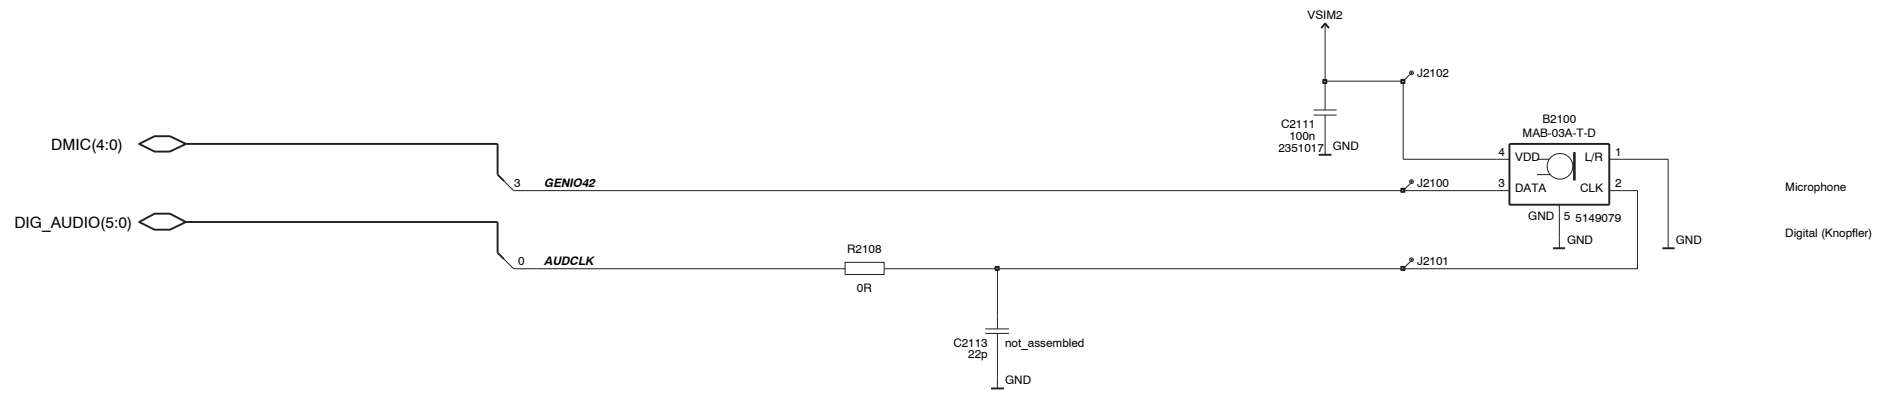 VSIM2
J2102
C2111
100n
2351017
GND
B2100
MAB-03A-T-D
DMIC(4:0)
4 VDD L/R 1
3 GENIO42
J2100
3 DATA CLK 2
Microphone
GND 5 5149079
DIG_AUDIO(5:0)
GND
GND
Digital (Knopfler)
R2108
0 AUDCLK
J2101
0R
C2113 not_assembled
22p
GND